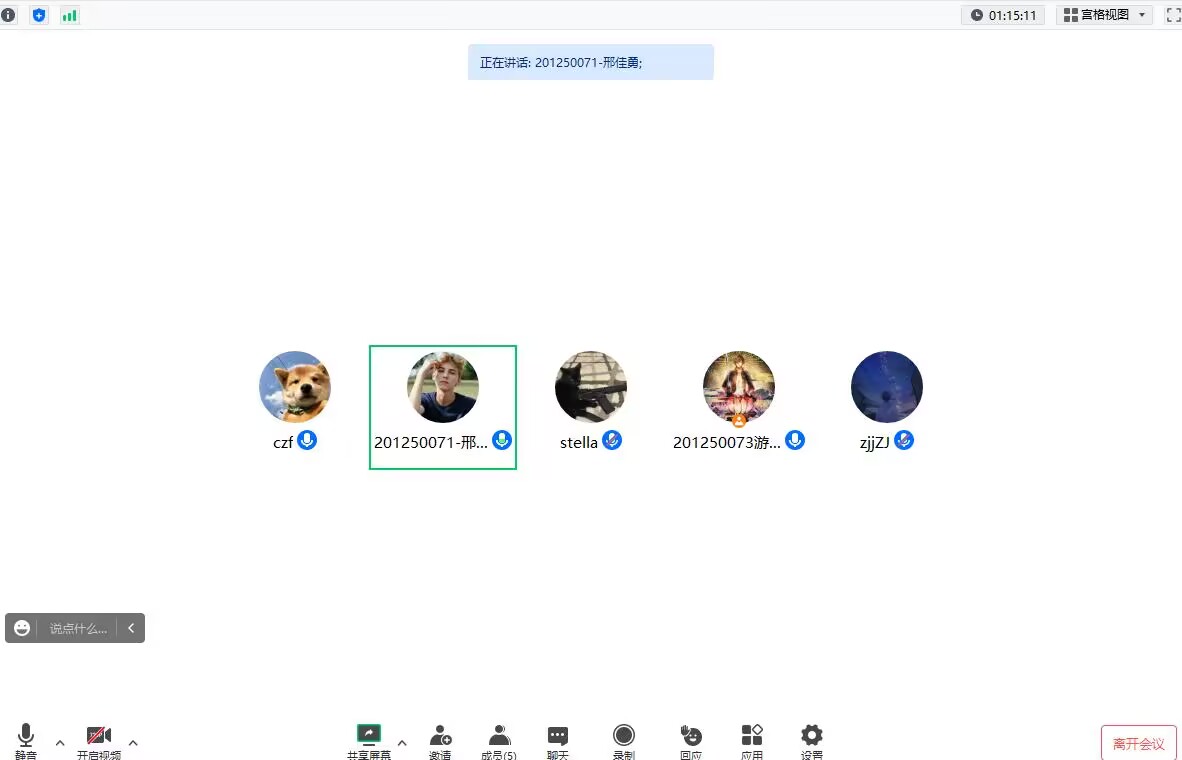 01:15:11
宫格视图
正在讲话: 201250071-邢佳勇;
czf
201250071-邢...
stella
201250073游...
zjjZJ
说点什么...
静音
开启视频
共享屏幕
邀请
成员(5)
聊天
录制
回应
应用
设置
离开会议